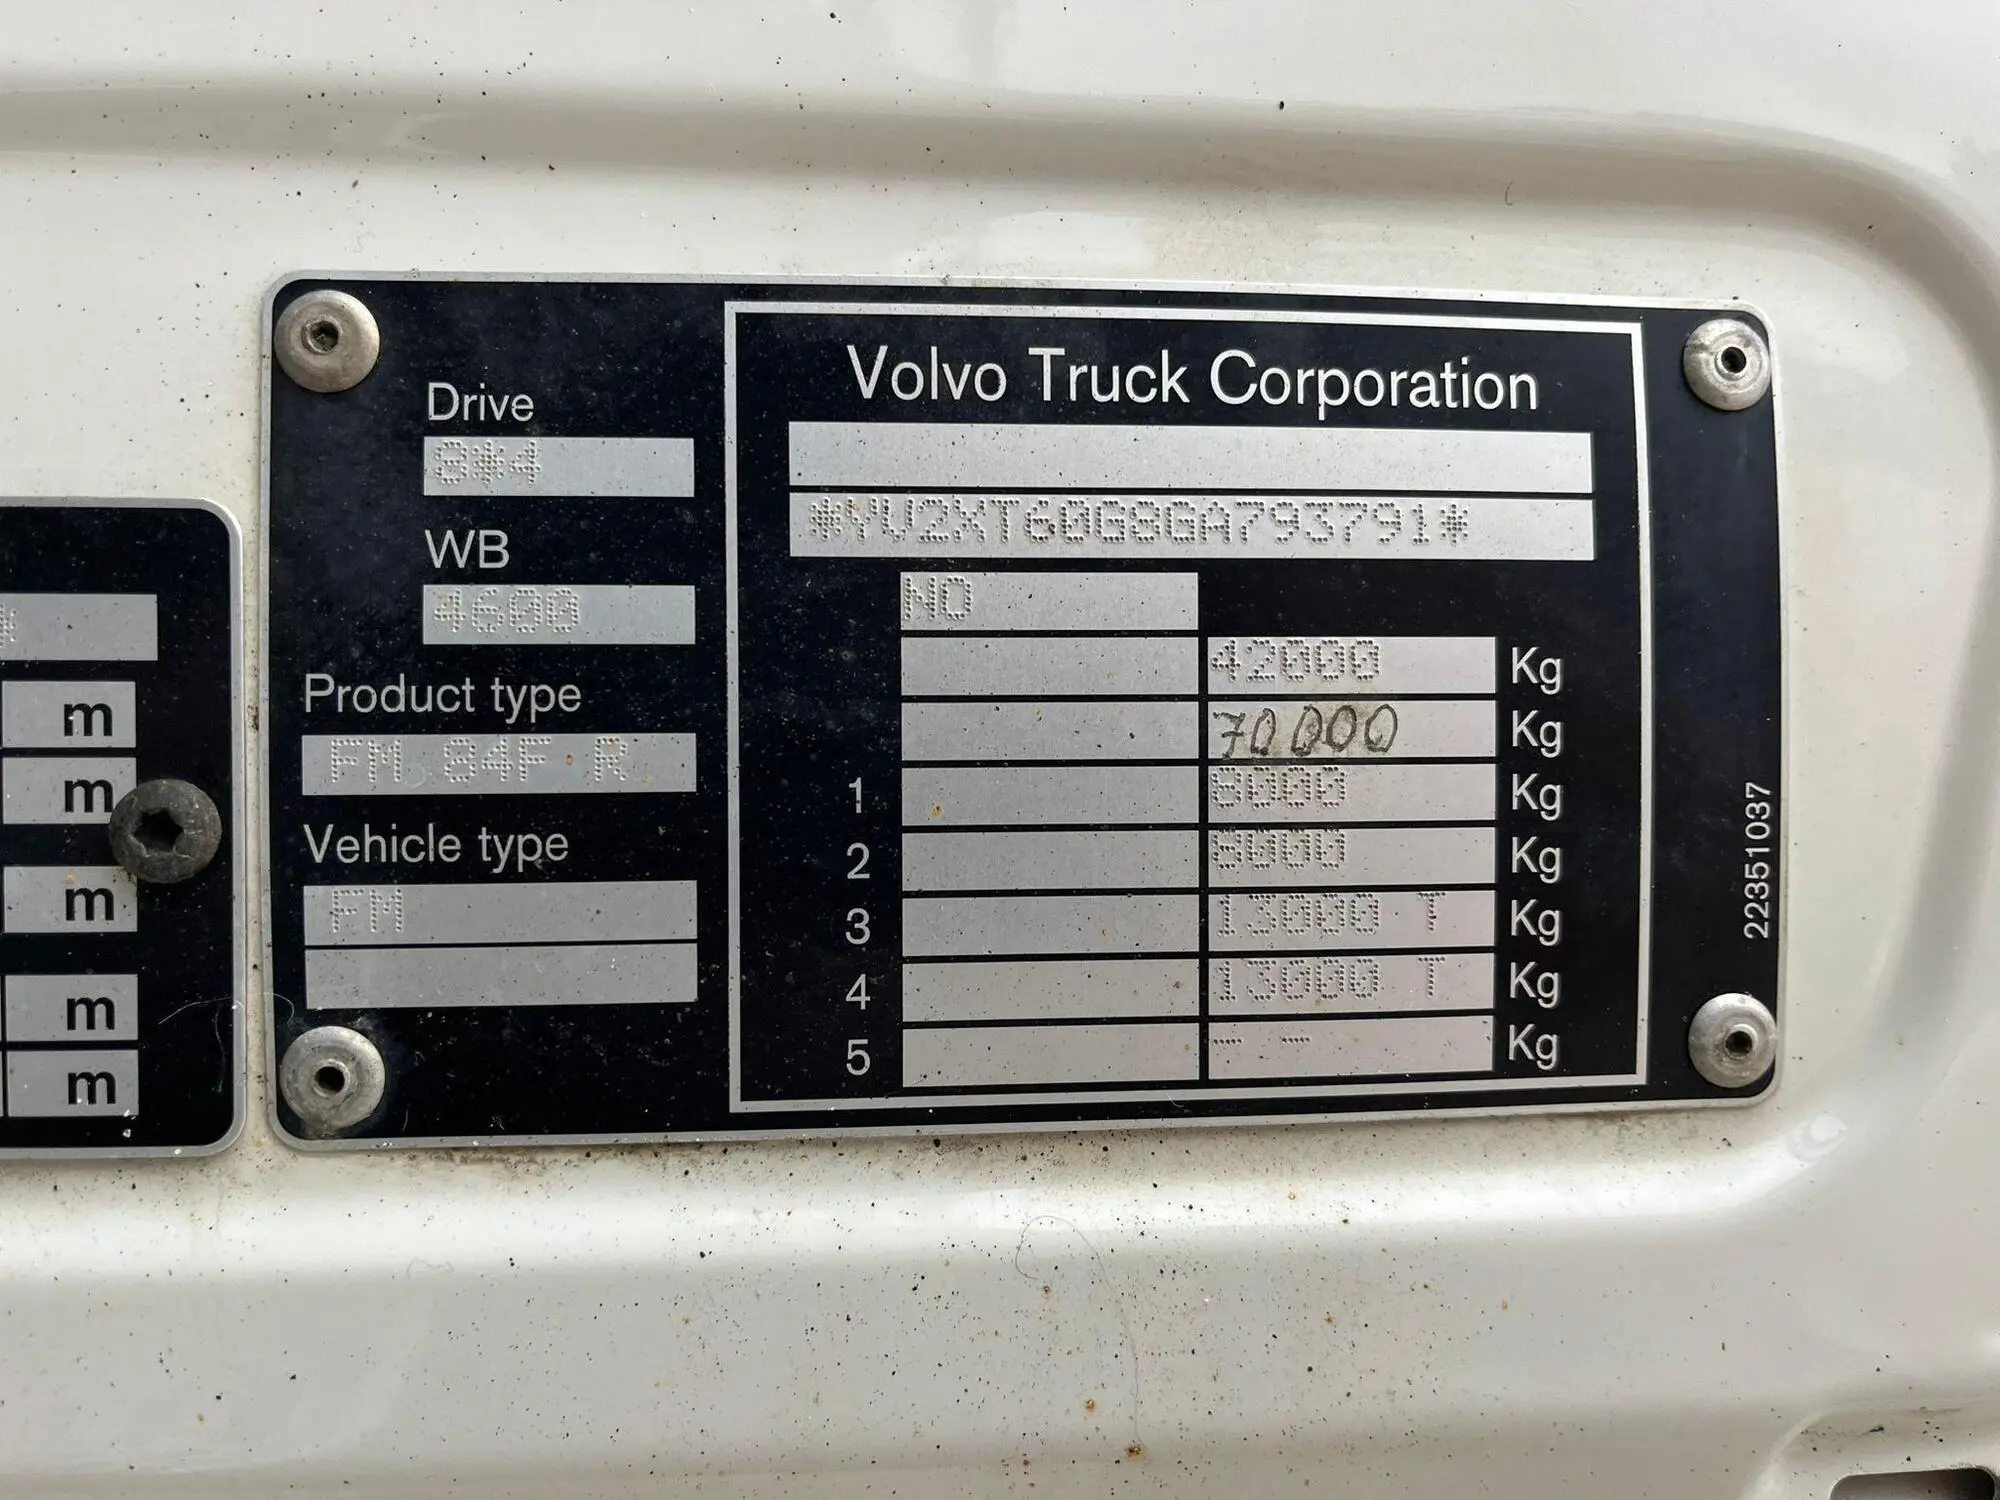 Volvo Truck Corporation
Drive
8*4
*YV2XT60G8GA793791*
WB
4600
NO
42000 Kg
70000 Kg
Product type
FM 84F R
1 8000 Kg
2 8000 Kg
Vehicle type
FM
3 13000 T Kg
4 13000 T Kg
5 -- -- Kg
22351037
*
m
m
m
m
m